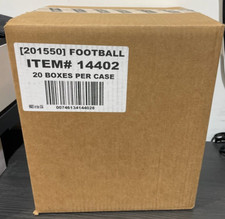 [201550] FOOTBALL
ITEM# 14402
20 BOXES PER CASE